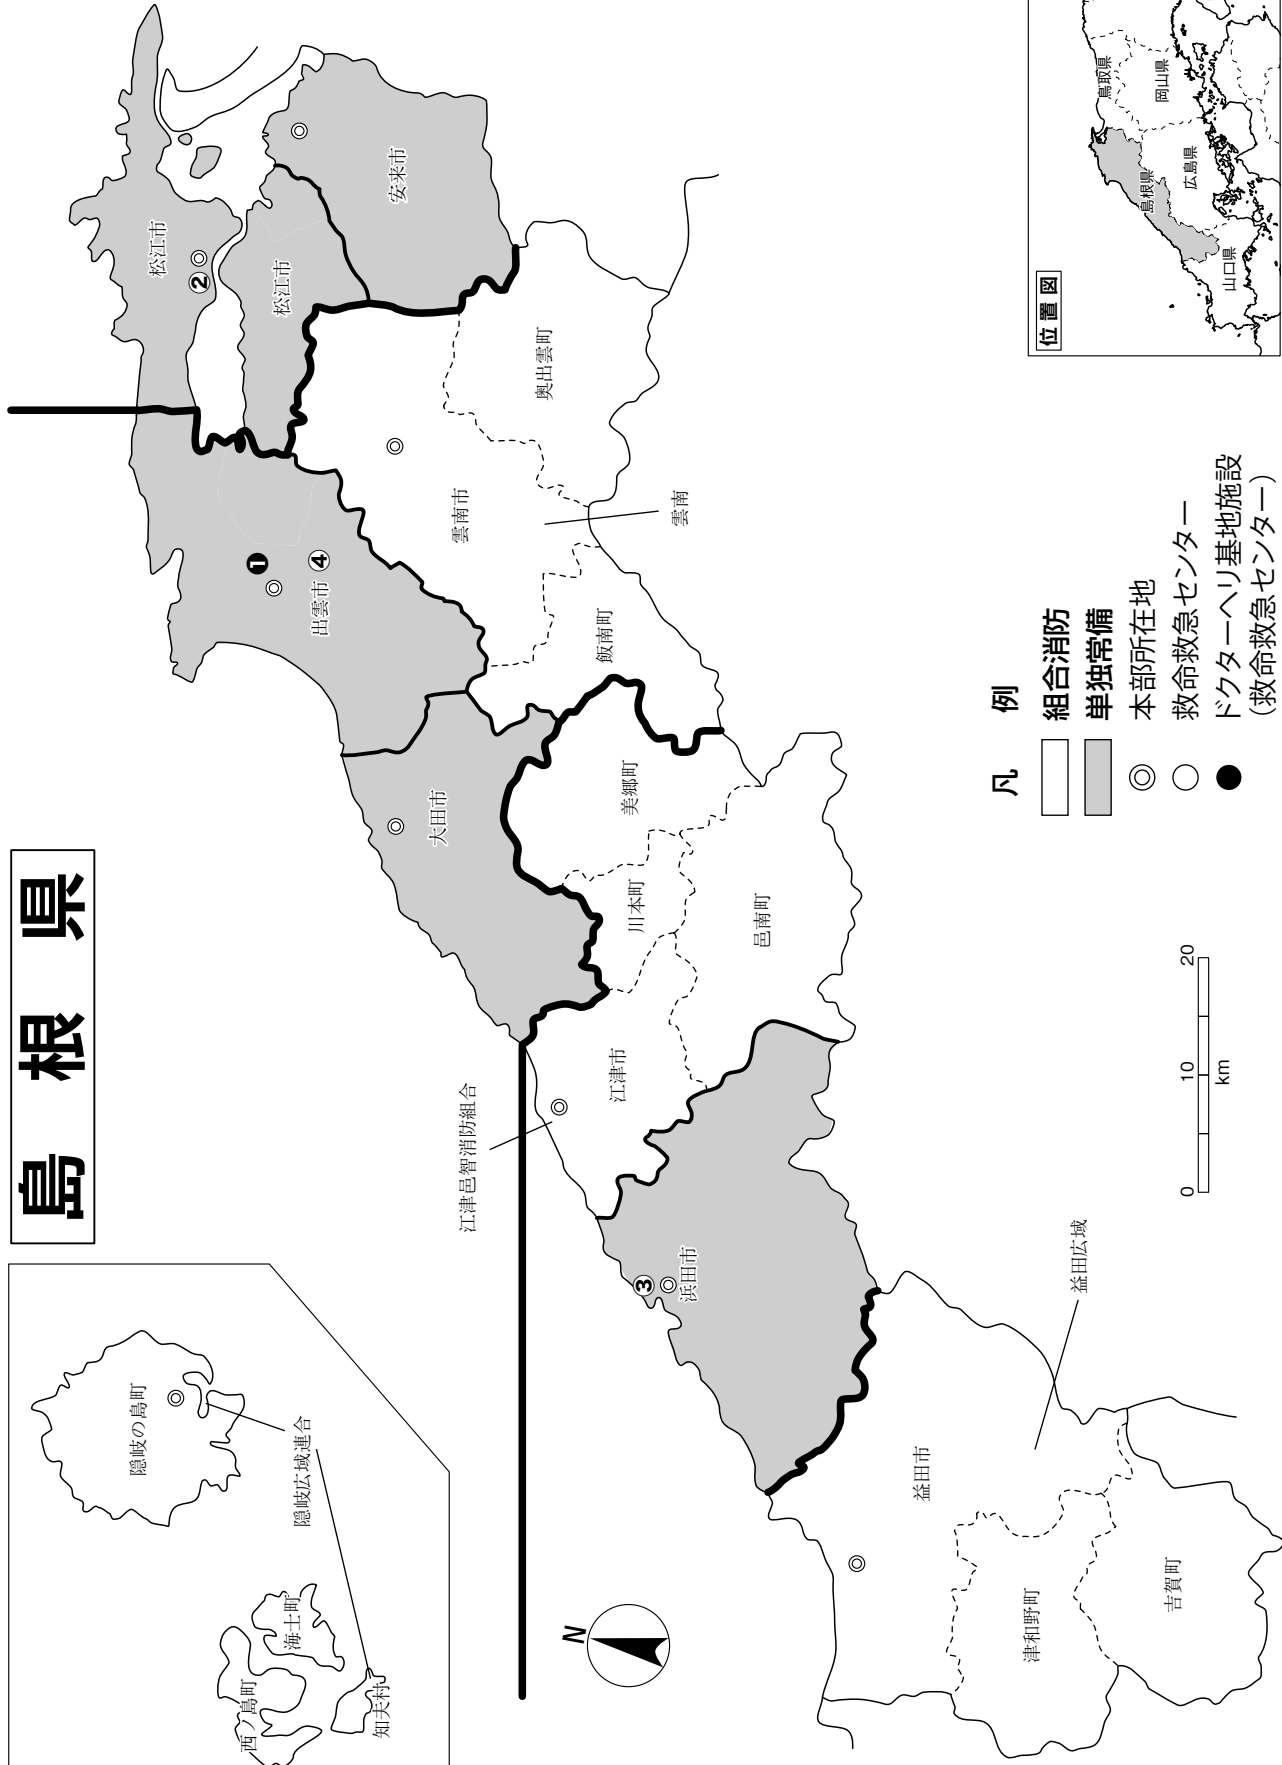 島根県
隠岐の島町
隠岐広域連合
海士町
西ノ島町
知夫村
N
松江市
2
松江市
安来市
1
4
出雲市
雲南市
奥出雲町
雲南
飯南町
大田市
美郷町
川本町
邑南町
江津市
江津邑智消防組合
3
浜田市
益田市
益田広域
津和野町
吉賀町
0 10 20
km
凡例
組合消防
単独常備
本部所在地
救命救急センター
ドクターヘリ基地施設
(救命救急センター)
位置図
鳥取県
岡山県
島根県
広島県
山口県